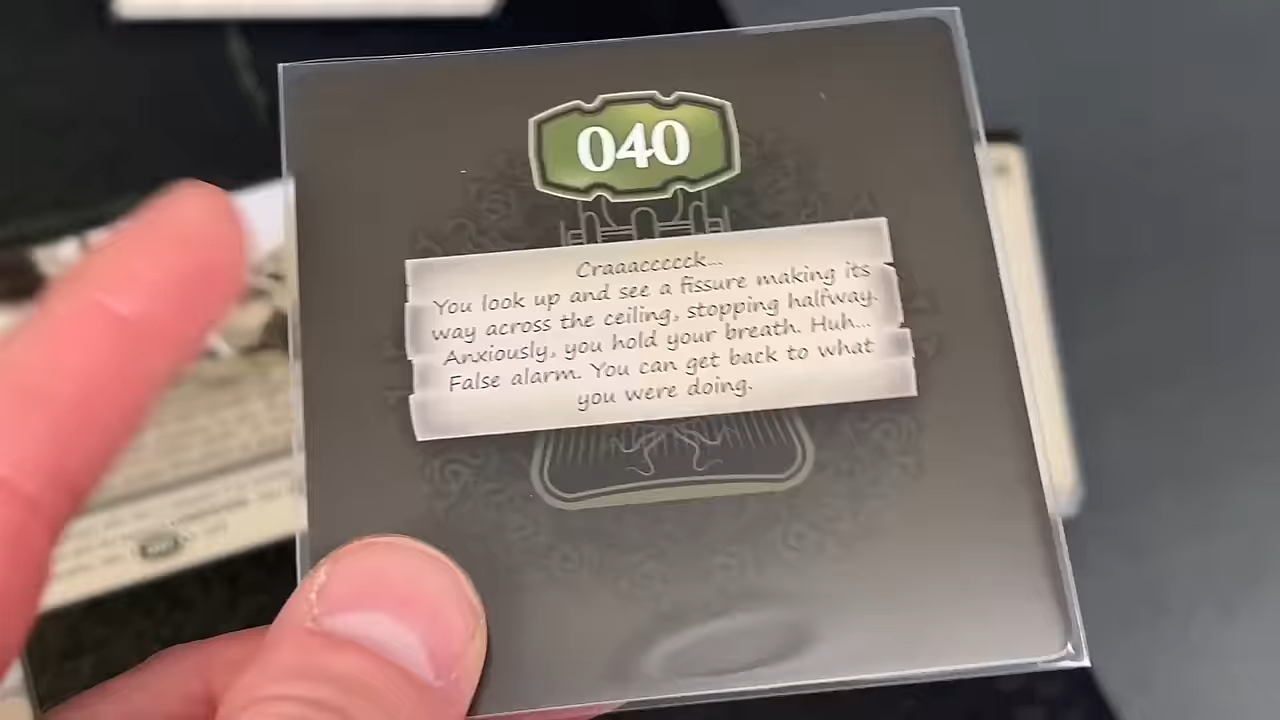 040
Craaaccccck...
You look up and see a fissure making its
way across the ceiling, stopping halfway.
Anxiously, you hold your breath. Huh...
False alarm. You can get back to what
you were doing.